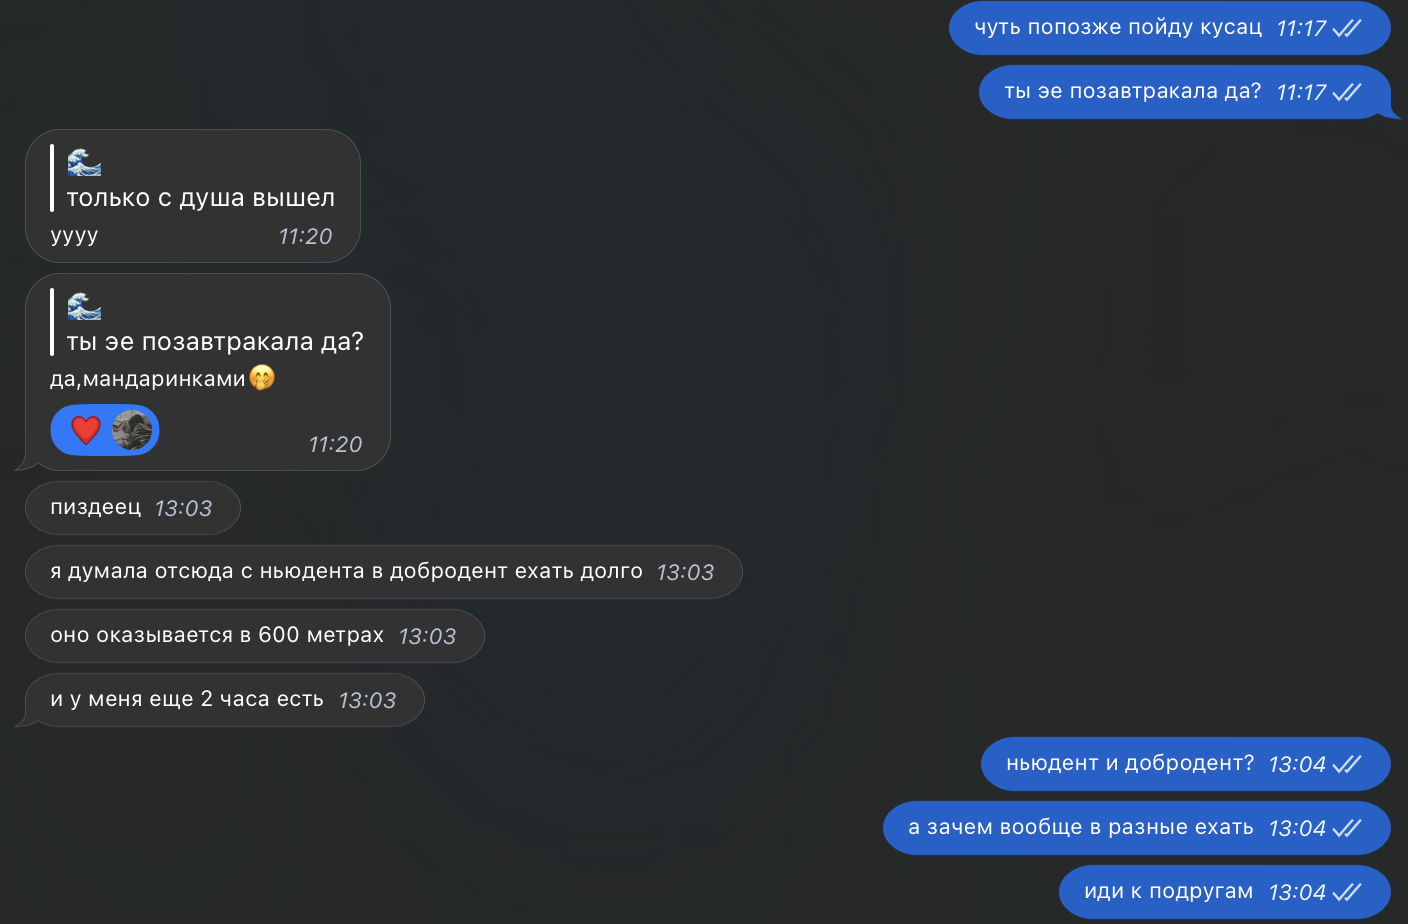 чуть попозже пойду кусац 11:17
ты эе позавтракала да? 11:17
только с душа вышел
уууу 11:20
ты эе позавтракала да?
да,мандаринками🤭
11:20
пиздеец 13:03
я думала отсюда с ньюдента в добродент ехать долго 13:03
оно оказывается в 600 метрах 13:03
и у меня еще 2 часа есть 13:03
ньюдент и добродент? 13:04
а зачем вообще в разные ехать 13:04
иди к подругам 13:04